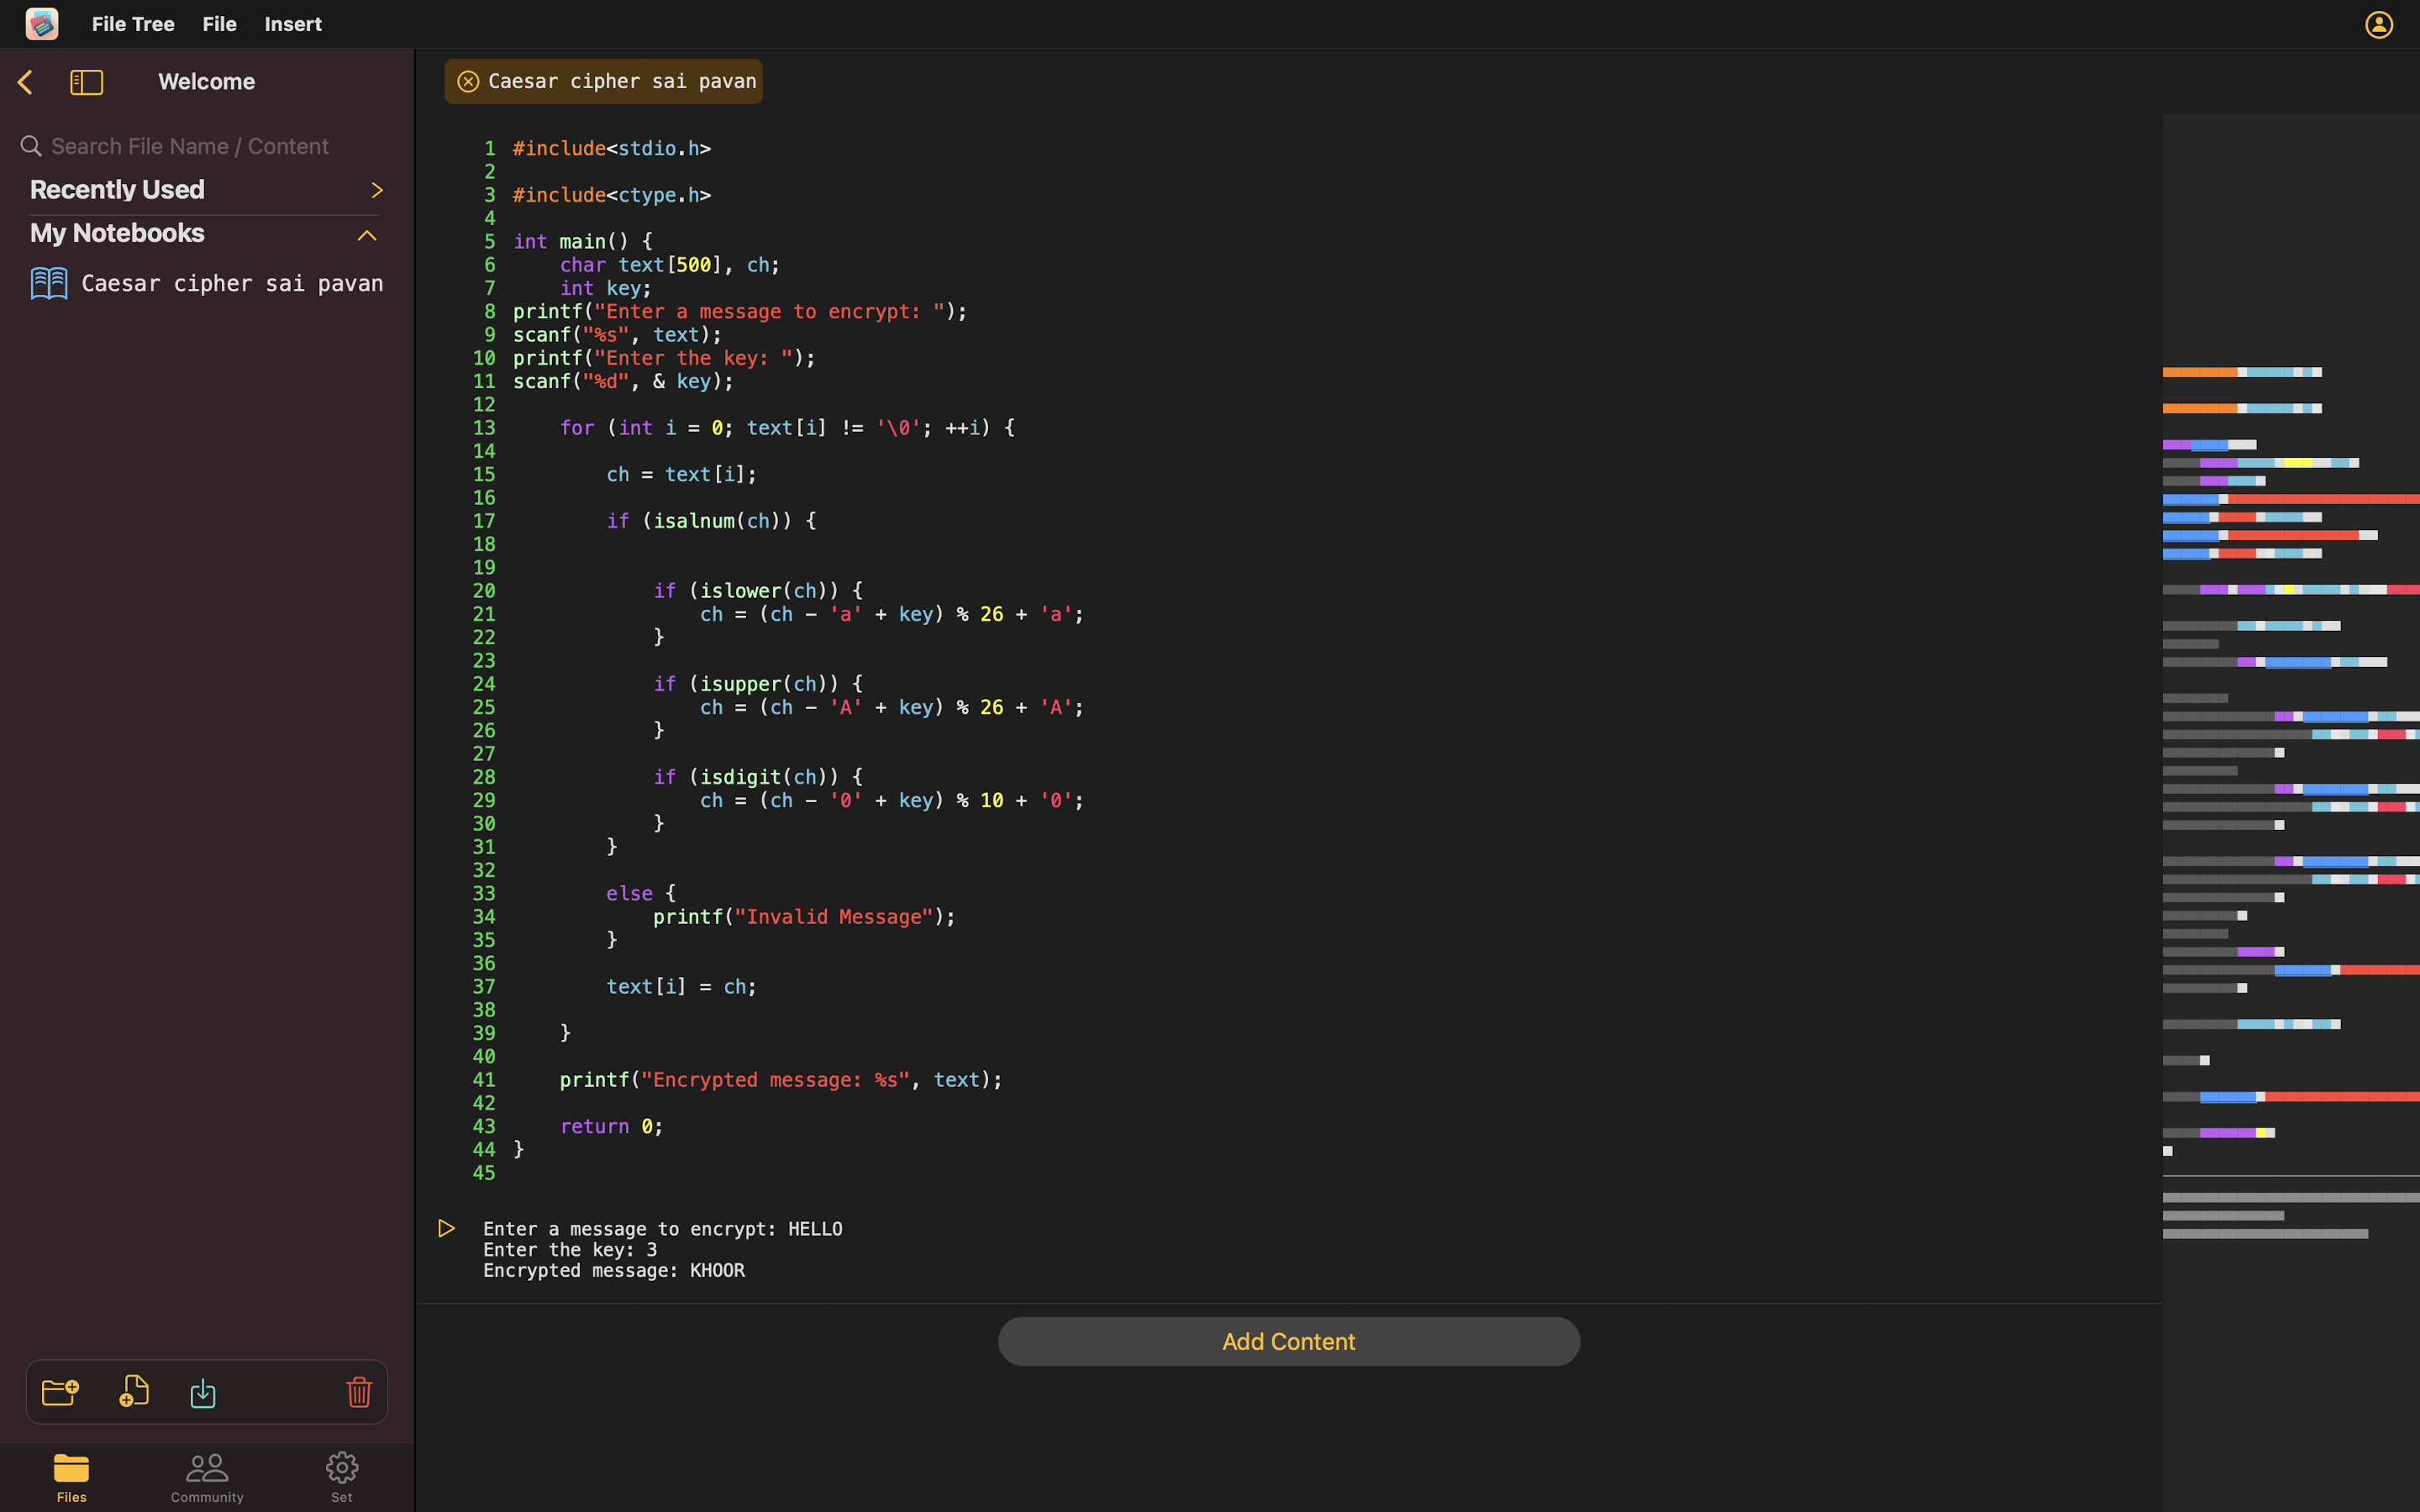 File Tree File Insert
Welcome
Search File Name / Content
Recently Used
My Notebooks
Caesar cipher sai pavan
Caesar cipher sai pavan
1 #include<stdio.h>
2
3 #include<ctype.h>
4
5 int main() {
6     char text[500], ch;
7     int key;
8 printf("Enter a message to encrypt: ");
9 scanf("%s", text);
10 printf("Enter the key: ");
11 scanf("%d", & key);
12
13     for (int i = 0; text[i] != '\0'; ++i) {
14
15         ch = text[i];
16
17         if (isalnum(ch)) {
18
19
20             if (islower(ch)) {
21                 ch = (ch - 'a' + key) % 26 + 'a';
22             }
23
24             if (isupper(ch)) {
25                 ch = (ch - 'A' + key) % 26 + 'A';
26             }
27
28             if (isdigit(ch)) {
29                 ch = (ch - '0' + key) % 10 + '0';
30             }
31         }
32
33         else {
34             printf("Invalid Message");
35         }
36
37         text[i] = ch;
38
39     }
40
41     printf("Encrypted message: %s", text);
42
43     return 0;
44 }
45
Enter a message to encrypt: HELLO
Enter the key: 3
Encrypted message: KHOOR
Add Content
Files Community Set